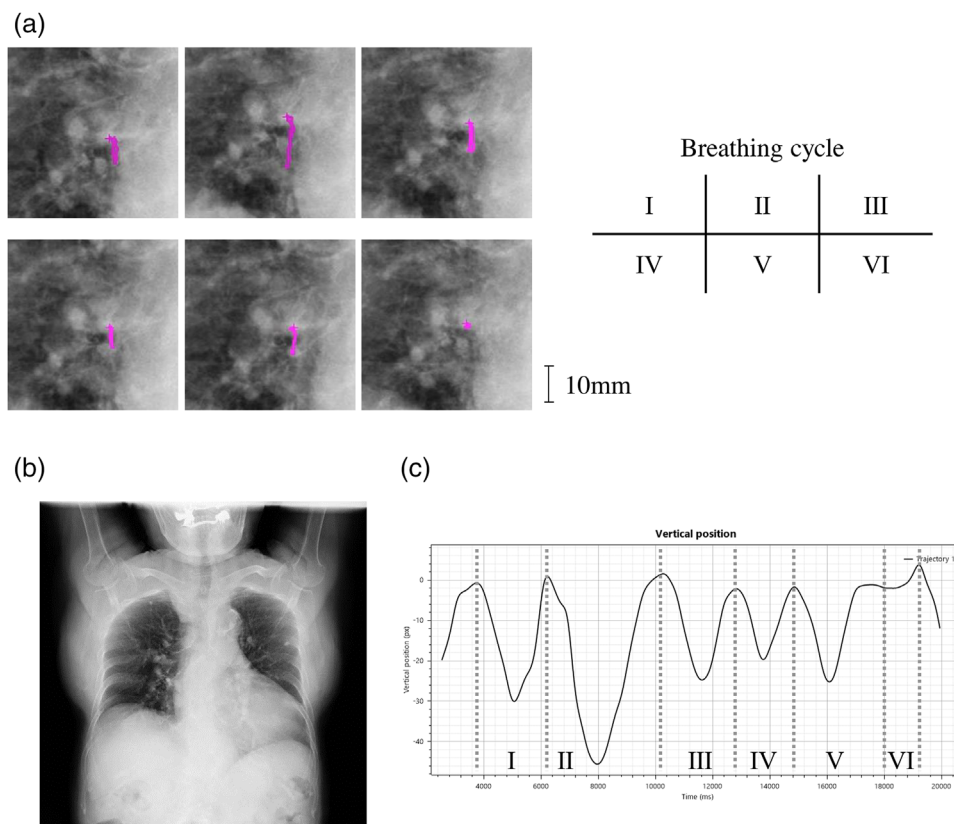 (a)
Breathing cycle
I II III
IV V VI
10mm
(b)
(c)
Vertical position
Trajectory 1
Vertical position (px)
0
-10
-20
-30
-40
I II III IV V VI
4000 6000 8000 10000 12000 14000 16000 18000 20000
Time (ms)